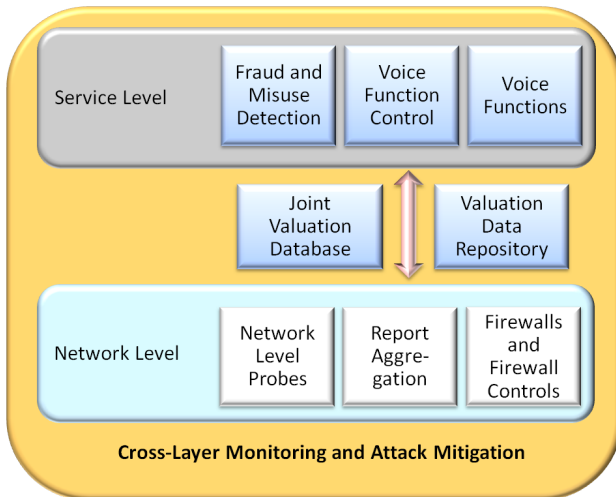 Service Level
Fraud and
Misuse
Detection
Voice
Function
Control
Voice
Functions
Joint
Valuation
Database
Valuation
Data
Repository
Network Level
Network
Level
Probes
Report
Aggre-
gation
Firewalls
and
Firewall
Controls
Cross-Layer Monitoring and Attack Mitigation